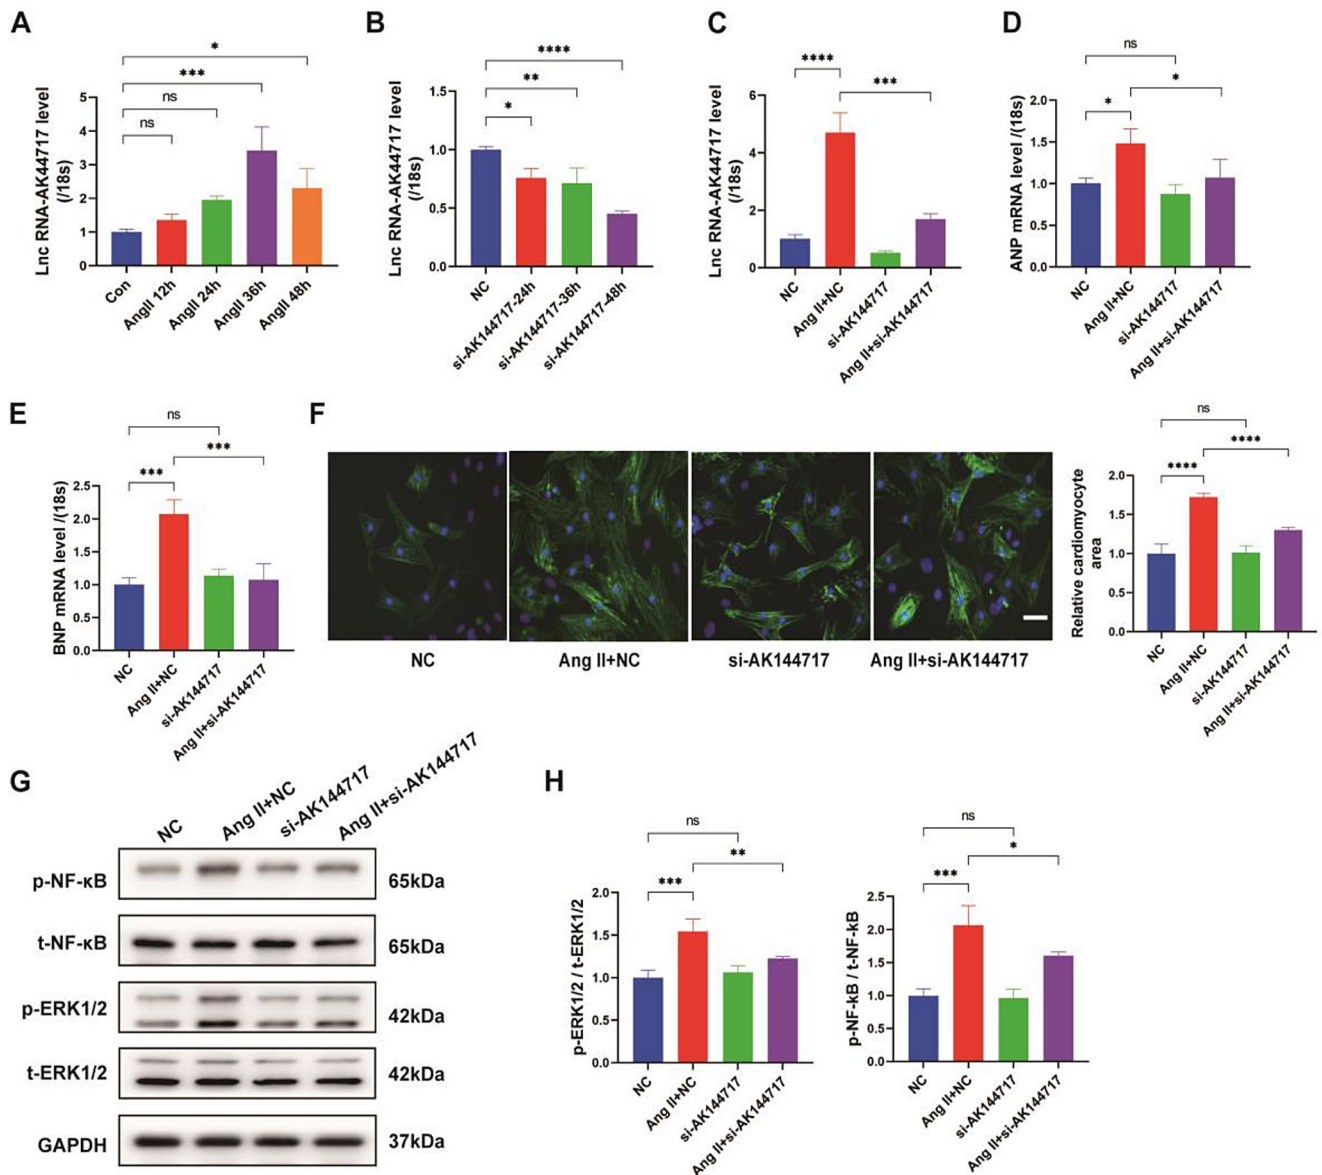 A
Lnc RNA-AK44717 level
(/18s)
5
4
3
2
1
0
ns
ns
***
*
Con
AngII 12h
AngII 24h
AngII 36h
AngII 48h
B
Lnc RNA-AK44717 level
(/18s)
1.5
1.0
0.5
0.0
*
**
****
NC
si-AK144717-24h
si-AK144717-36h
si-AK144717-48h
C
Lnc RNA-AK44717 level
(/18s)
6
4
2
0
****
***
NC
Ang II+NC
si-AK144717
Ang II+si-AK144717
D
ANP mRNA level /(18s)
2.0
1.5
1.0
0.5
0.0
ns
*
*
NC
Ang II+NC
si-AK144717
Ang II+si-AK144717
E
BNP mRNA level /(18s)
2.5
2.0
1.5
1.0
0.5
0.0
ns
***
***
NC
Ang II+NC
si-AK144717
Ang II+si-AK144717
F
NC
Ang II+NC
si-AK144717
Ang II+si-AK144717
Relative cardiomyocyte
area
2.0
1.5
1.0
0.5
0.0
ns
****
****
NC
Ang II+NC
si-AK144717
Ang II+si-AK144717
G
NC
Ang II+NC
si-AK144717
Ang II+si-AK144717
p-NF-κB
65kDa
t-NF-κB
65kDa
p-ERK1/2
42kDa
t-ERK1/2
42kDa
GAPDH
37kDa
H
p-ERK1/2 / t-ERK1/2
2.0
1.5
1.0
0.5
0.0
ns
***
**
NC
Ang II+NC
si-AK144717
Ang II+si-AK144717
p-NF-kB / t-NF-kB
2.5
2.0
1.5
1.0
0.5
0.0
ns
***
*
NC
Ang II+NC
si-AK144717
Ang II+si-AK144717